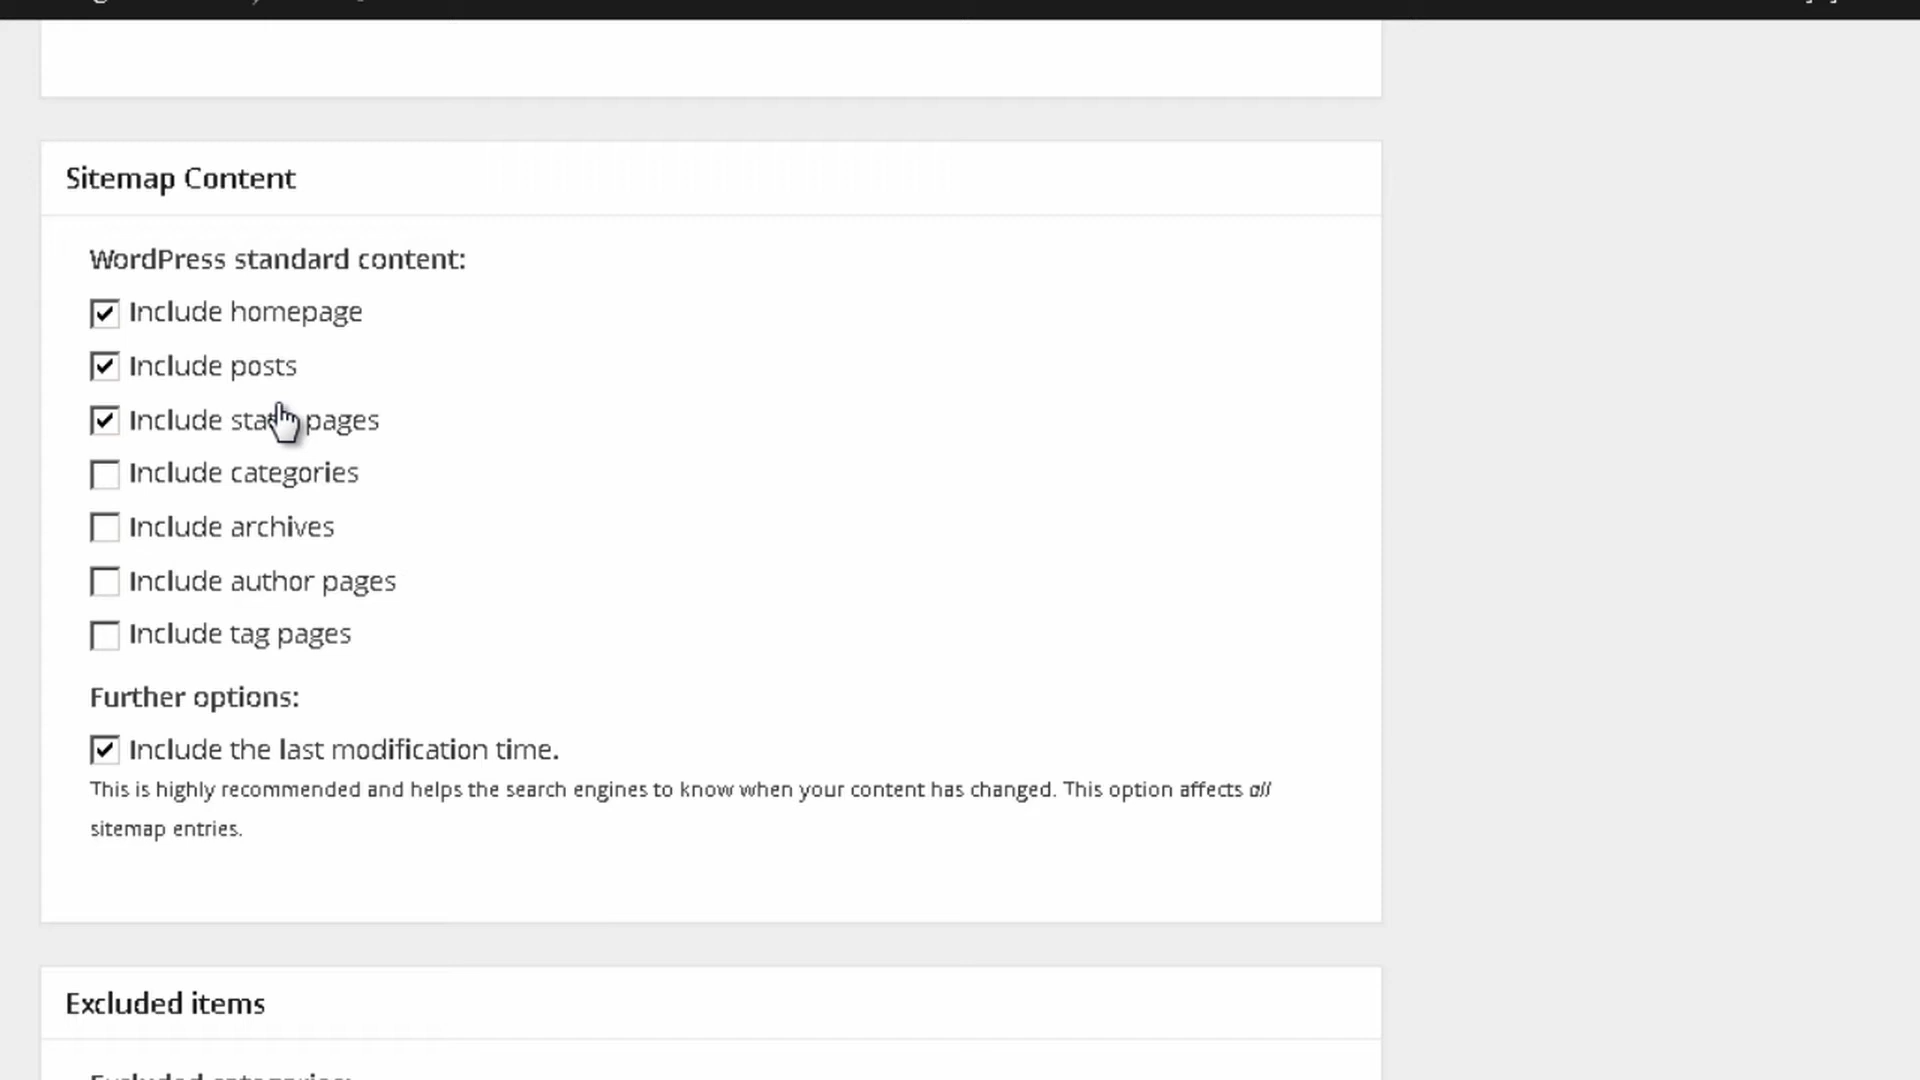 Sitemap Content
WordPress standard content:
Include homepage
Include posts
Include pages
Include categories
Include archives
Include author pages
Include tag pages
Further options:
Include the last modification time.
This is highly recommended and helps the search engines to know when your content has changed. This option affects all
sitemap entries.
Excluded items